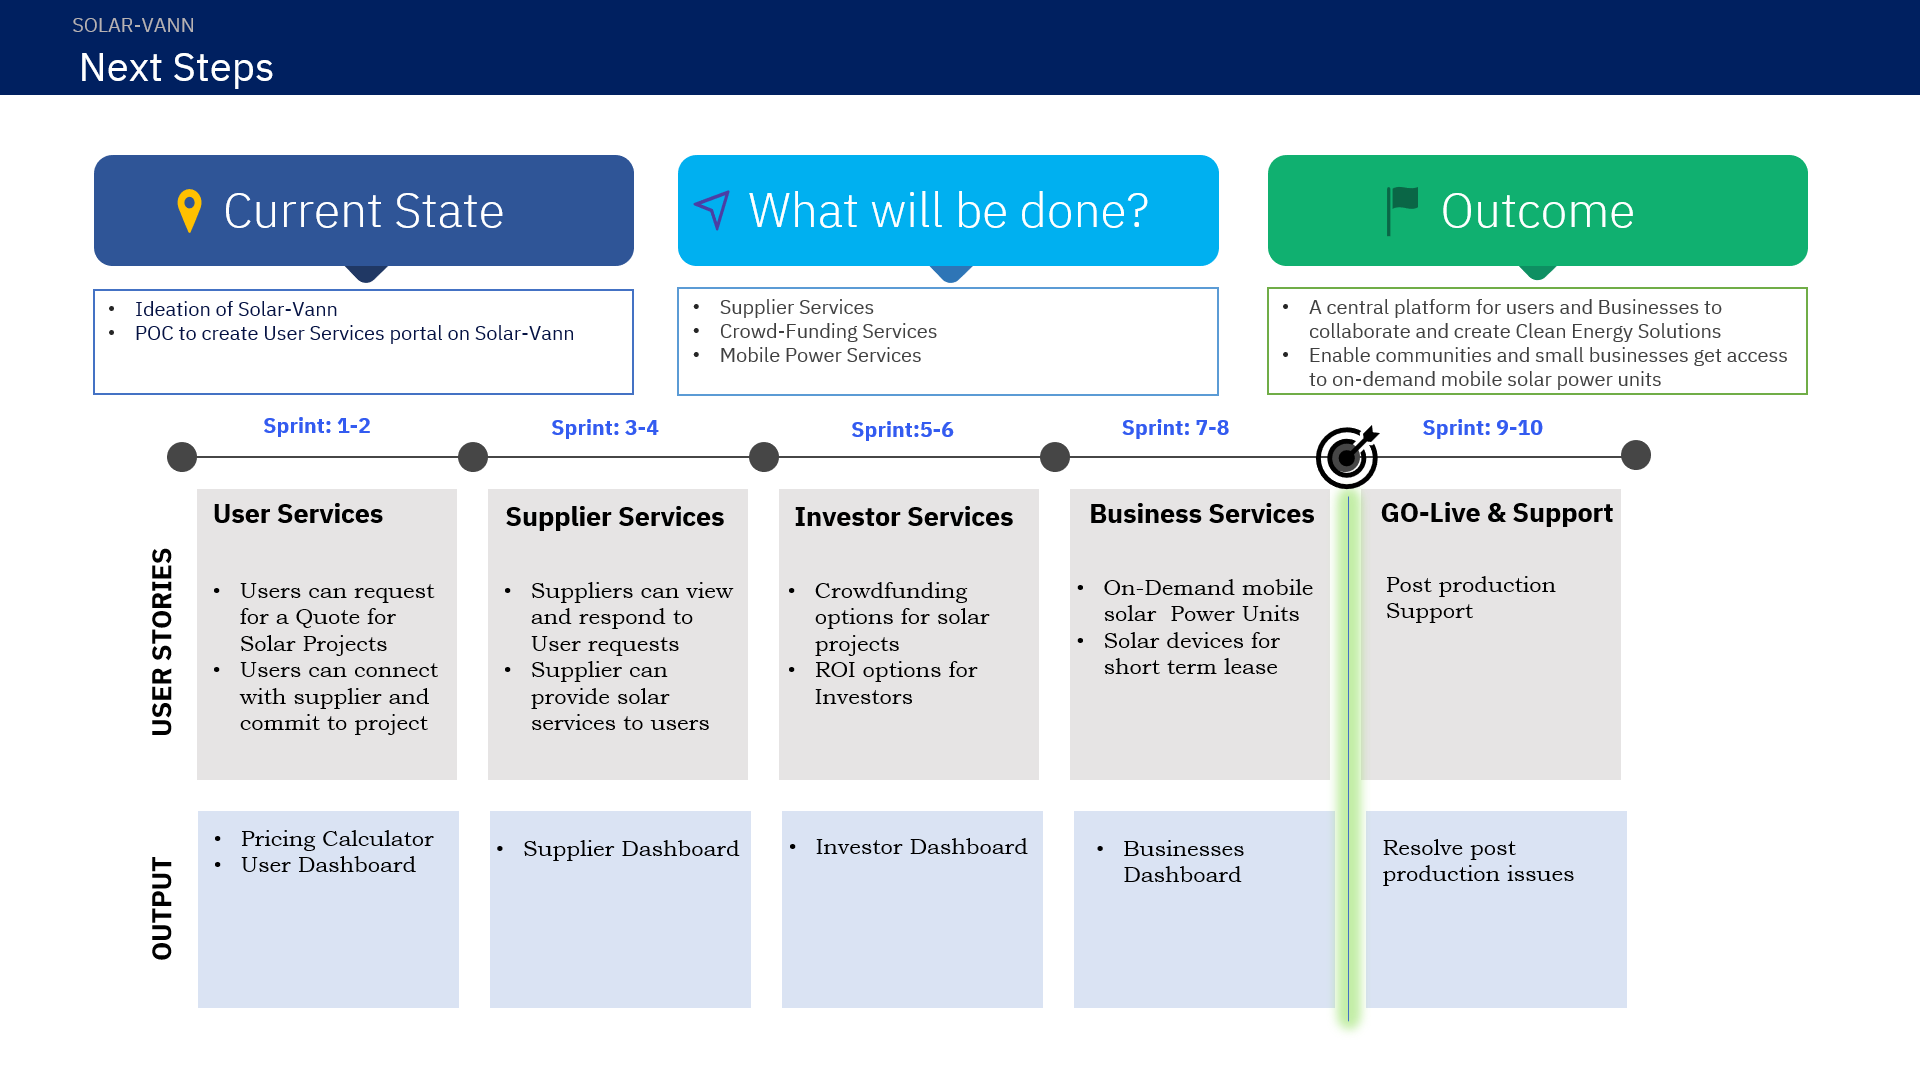 SOLAR-VANN
Next Steps
Current State
What will be done?
Outcome
• Ideation of Solar-Vann
• POC to create User Services portal on Solar-Vann
• Supplier Services
• Crowd-Funding Services
• Mobile Power Services
• A central platform for users and Businesses to
collaborate and create Clean Energy Solutions
• Enable communities and small businesses get access
to on-demand mobile solar power units
Sprint: 1-2
Sprint: 3-4
Sprint:5-6
Sprint: 7-8
Sprint: 9-10
USER STORIES
User Services
• Users can request
for a Quote for
Solar Projects
• Users can connect
with supplier and
commit to project
Supplier Services
• Suppliers can view
and respond to
User requests
• Supplier can
provide solar
services to users
Investor Services
• Crowdfunding
options for solar
projects
• ROI options for
Investors
Business Services
• On-Demand mobile
solar  Power Units
• Solar devices for
short term lease
GO-Live & Support
Post production
Support
OUTPUT
• Pricing Calculator
• User Dashboard
• Supplier Dashboard
• Investor Dashboard
• Businesses
Dashboard
Resolve post
production issues